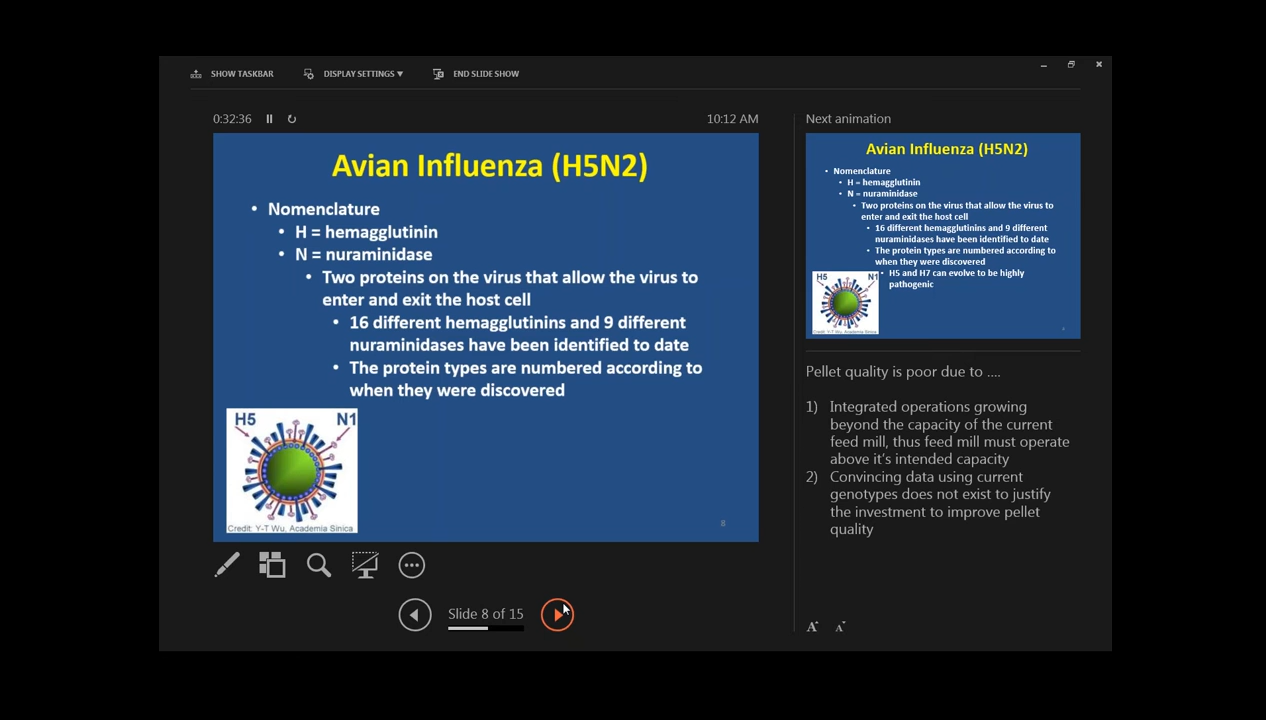 SHOW TASKBAR
DISPLAY SETTINGS ▼
END SLIDE SHOW
0:32:36
10:12 AM
Avian Influenza (H5N2)
• Nomenclature
• H = hemagglutinin
• N = nuraminidase
• Two proteins on the virus that allow the virus to
enter and exit the host cell
• 16 different hemagglutinins and 9 different
nuraminidases have been identified to date
• The protein types are numbered according to
when they were discovered
H5
N1
Credit: Y-T Wu, Academia Sinica
8
Slide 8 of 15
Next animation
Avian Influenza (H5N2)
• Nomenclature
• H = hemagglutinin
• N = nuraminidase
• Two proteins on the virus that allow the virus to
enter and exit the host cell
• 16 different hemagglutinins and 9 different
nuraminidases have been identified to date
• The protein types are numbered according to
when they were discovered
• H5 and H7 can evolve to be highly
pathogenic
H5
N1
Credit: Y-T Wu, Academia Sinica
Pellet quality is poor due to ....
1) Integrated operations growing
beyond the capacity of the current
feed mill, thus feed mill must operate
above it's intended capacity
2) Convincing data using current
genotypes does not exist to justify
the investment to improve pellet
quality
A A